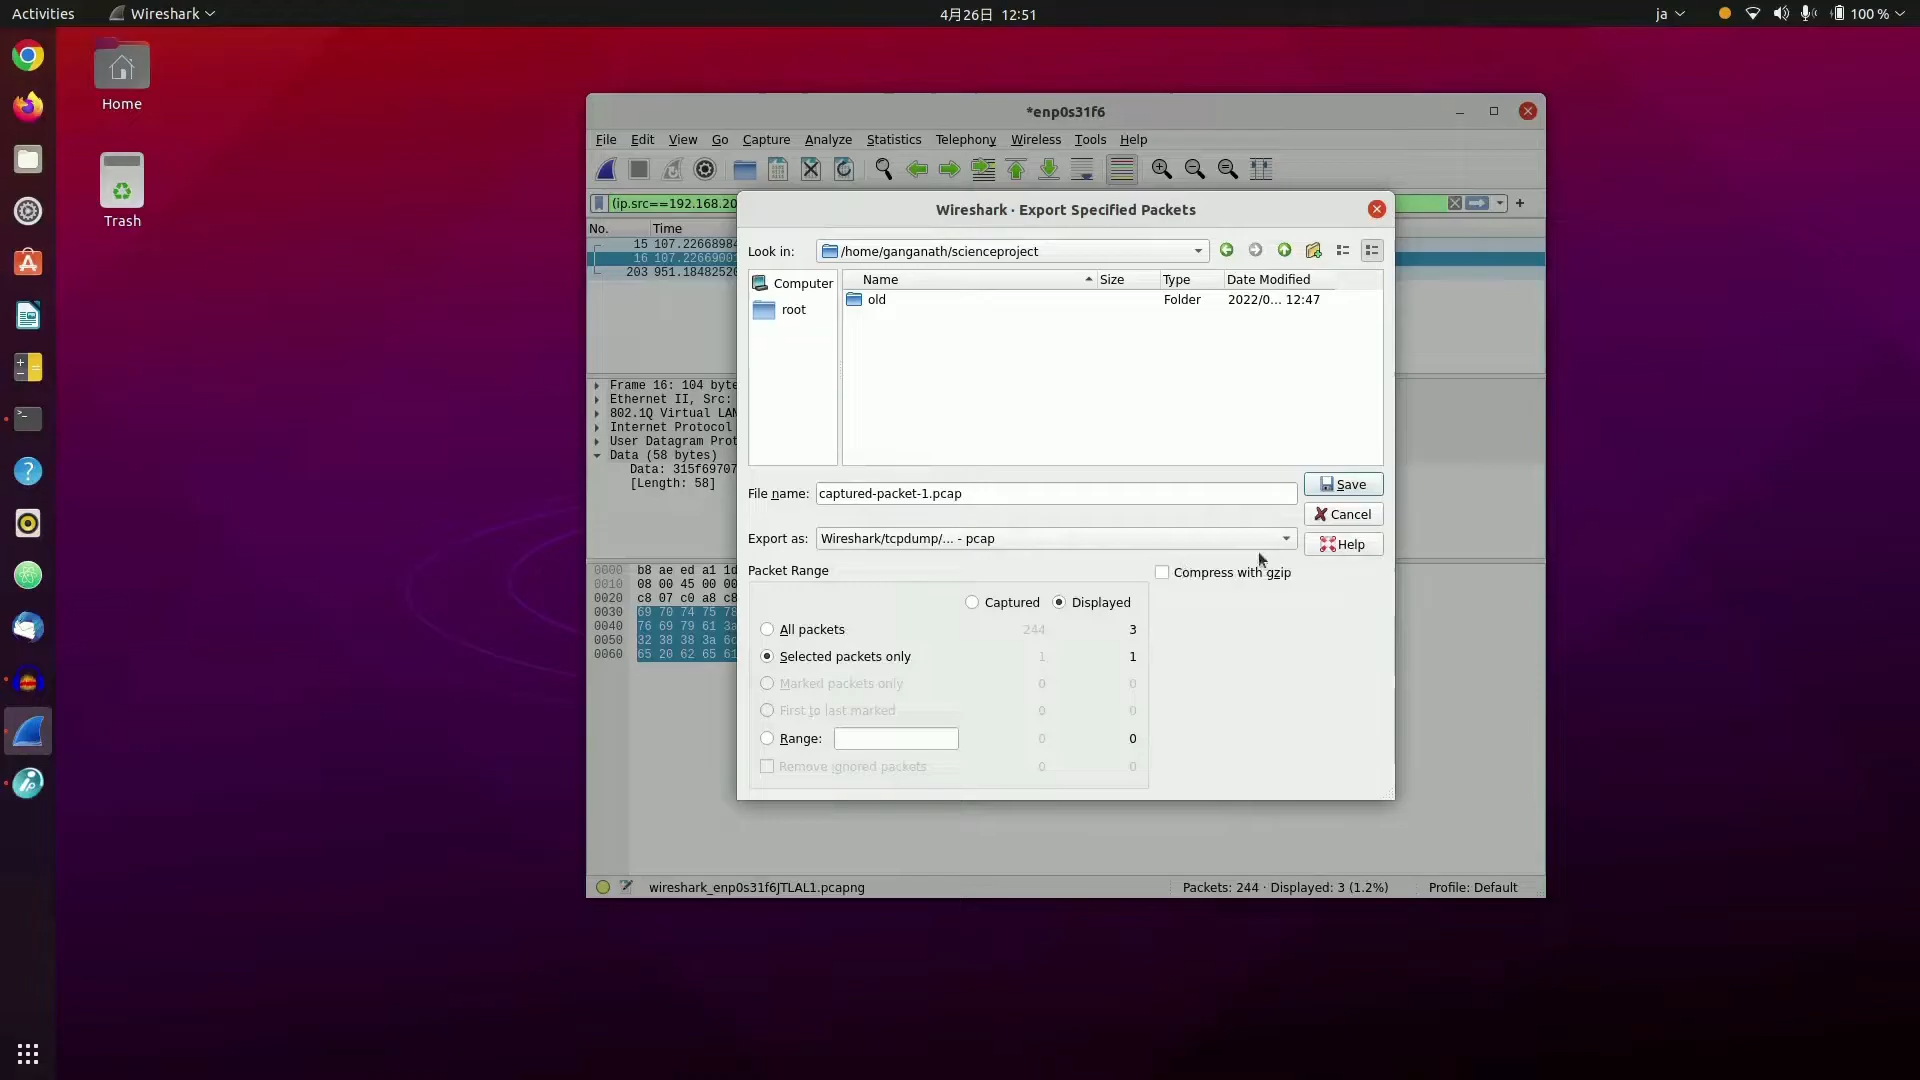 Activities Wireshark 4月26日 12:51 ja 100 %
Home
Trash
*enp0s31f6
File Edit View Go Capture Analyze Statistics Telephony Wireless Tools Help
(ip.src==192.168.20
No. Time
15 107.22668984
16 107.22669001
203 951.18482520
Frame 16: 104 byte
Ethernet II, Src:
802.1Q Virtual LAN
Internet Protocol
User Datagram Prot
Data (58 bytes)
Data: 315f69707
[Length: 58]
0000 b8 ae ed a1 1d
0010 08 00 45 00 00
0020 c8 07 c0 a8 c8
0030 69 70 74 75 78
0040 76 69 79 61 3a
0050 32 38 38 3a 6c
0060 65 20 62 65 61
Wireshark · Export Specified Packets
Look in: /home/ganganath/scienceproject
Computer
root
Name Size Type Date Modified
old Folder 2022/0... 12:47
File name: captured-packet-1.pcap Save
Cancel
Export as: Wireshark/tcpdump/... - pcap Help
Packet Range Compress with gzip
Captured Displayed
All packets 244 3
Selected packets only 1 1
Marked packets only 0 0
First to last marked 0 0
Range: 0 0
Remove ignored packets 0 0
wireshark_enp0s31f6JTLAL1.pcapng Packets: 244 · Displayed: 3 (1.2%) Profile: Default